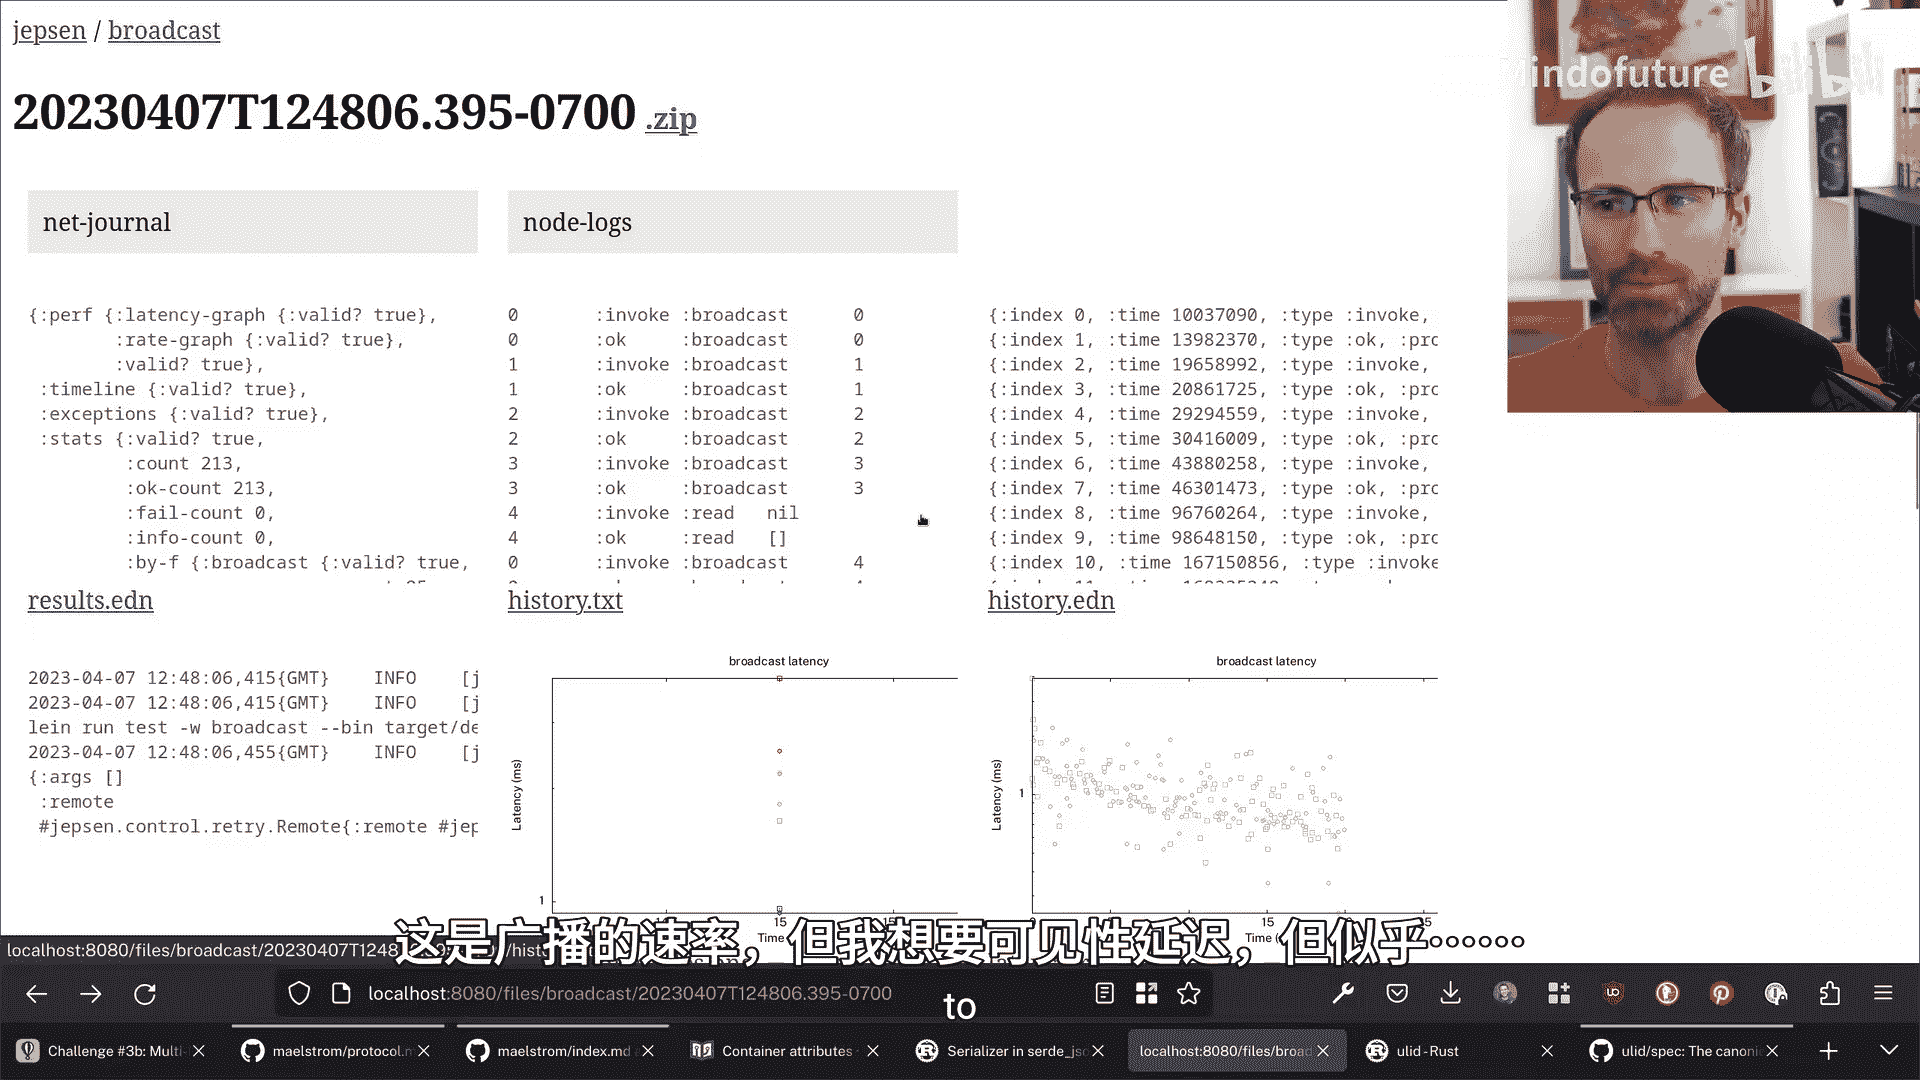 jepsen / broadcast
20230407T124806.395-0700 .zip
indofuture bilibili
net-journal
node-logs
{:perf {:latency-graph {:valid? true},
:rate-graph {:valid? true},
:valid? true},
:timeline {:valid? true},
:exceptions {:valid? true},
:stats {:valid? true,
:count 213,
:ok-count 213,
:fail-count 0,
:info-count 0,
:by-f {:broadcast {:valid? true,
results.edn
0 :invoke :broadcast 0
0 :ok :broadcast 0
1 :invoke :broadcast 1
1 :ok :broadcast 1
2 :invoke :broadcast 2
2 :ok :broadcast 2
3 :invoke :broadcast 3
3 :ok :broadcast 3
4 :invoke :read nil
4 :ok :read []
0 :invoke :broadcast 4
history.txt
{:index 0, :time 10037090, :type :invoke,
{:index 1, :time 13982370, :type :ok, :pro
{:index 2, :time 19658992, :type :invoke,
{:index 3, :time 20861725, :type :ok, :pro
{:index 4, :time 29294559, :type :invoke,
{:index 5, :time 30416009, :type :ok, :pro
{:index 6, :time 43880258, :type :invoke,
{:index 7, :time 46301473, :type :ok, :pro
{:index 8, :time 96760264, :type :invoke,
{:index 9, :time 98648150, :type :ok, :pro
{:index 10, :time 167150856, :type :invoke
history.edn
2023-04-07 12:48:06,415{GMT} INFO [j
2023-04-07 12:48:06,415{GMT} INFO [j
lein run test -w broadcast --bin target/de
2023-04-07 12:48:06,455{GMT} INFO [j
{:args []
:remote
#jepsen.control.retry.Remote{:remote #jep
broadcast latency
Latency (ms)
1
15
Time
broadcast latency
Latency (ms)
1
15
Time (
这是广播的速率，但我想要可见性延迟，但似乎……
localhost:8080/files/broadcast/20230407T1248
localhost:8080/files/broadcast/20230407T124806.395-0700
to
Challenge #3b: Multi-
maelstrom/protocol.m
maelstrom/index.md
Container attributes
Serializer in serde_jso
localhost:8080/files/broad
ulid - Rust
ulid/spec: The canoni